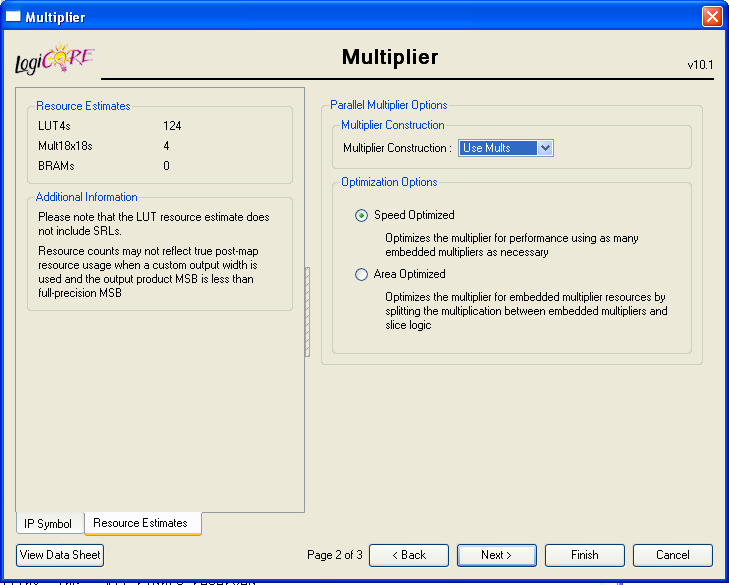 Multiplier
LogiCORE
Multiplier
v10.1
Resource Estimates
LUT4s 124
Mult18x18s 4
BRAMs 0
Additional Information
Please note that the LUT resource estimate does
not include SRLs.
Resource counts may not reflect true post-map
resource usage when a custom output width is
used and the output product MSB is less than
full-precision MSB
Parallel Multiplier Options
Multiplier Construction
Multiplier Construction : Use Mults
Optimization Options
Speed Optimized
Optimizes the multiplier for performance using as many
embedded multipliers as necessary
Area Optimized
Optimizes the multiplier for embedded multiplier resources by
splitting the multiplication between embedded multipliers and
slice logic
IP Symbol Resource Estimates
View Data Sheet Page 2 of 3 < Back Next > Finish Cancel